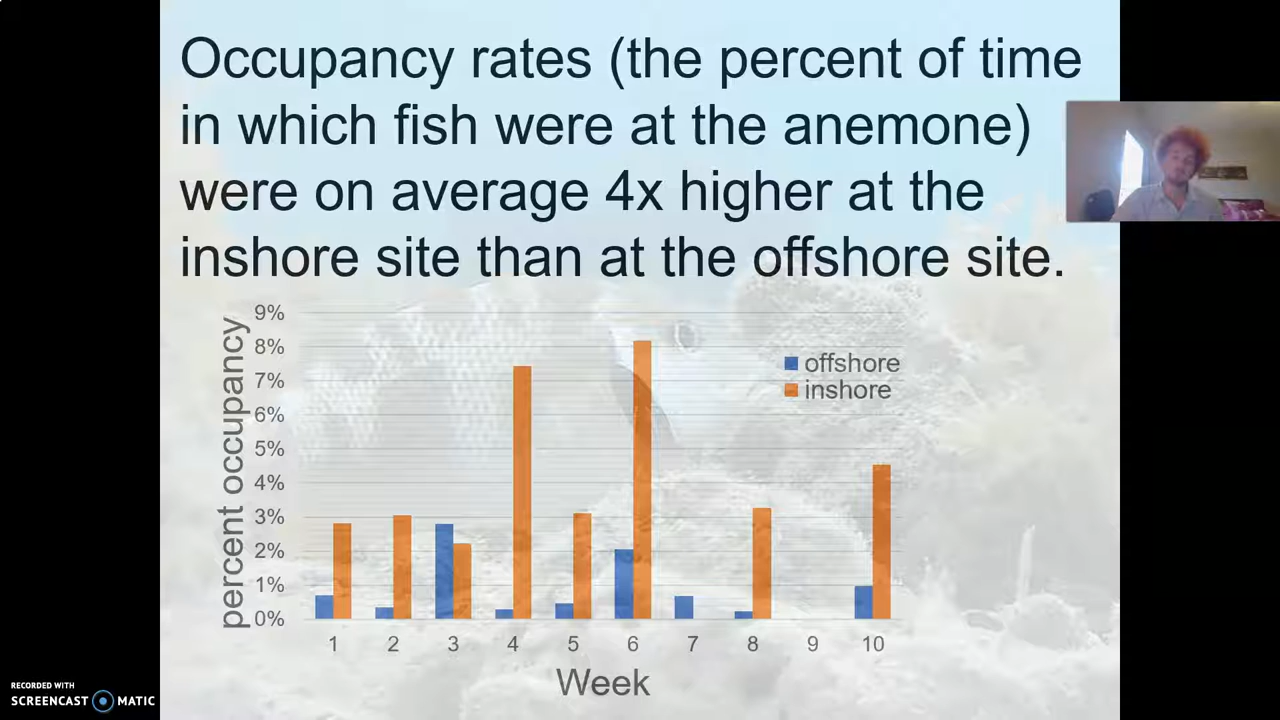 Occupancy rates (the percent of time
in which fish were at the anemone)
were on average 4x higher at the
inshore site than at the offshore site.
percent occupancy
9%
8%
7%
6%
5%
4%
3%
2%
1%
0%
offshore
inshore
1 2 3 4 5 6 7 8 9 10
Week
RECORDED WITH
SCREENCAST MATIC